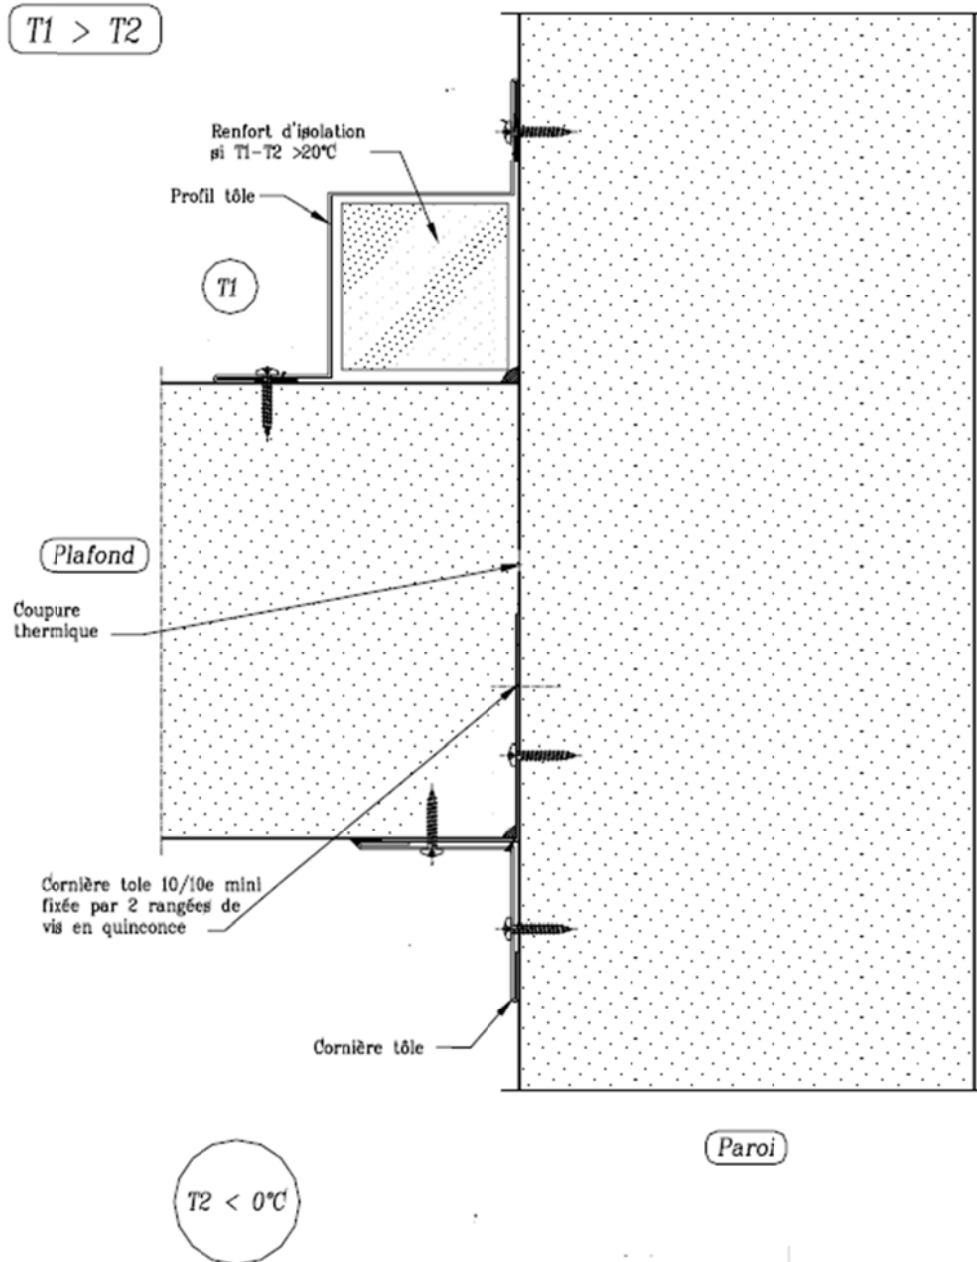 T1 > T2
Renfort d'isolation
si T1-T2 >20°C
Profil tôle
T1
Plafond
Coupure
thermique
Cornière tole 10/10e mini
fixée par 2 rangées de
vis en quinconce
Cornière tôle
Paroi
T2 < 0°C